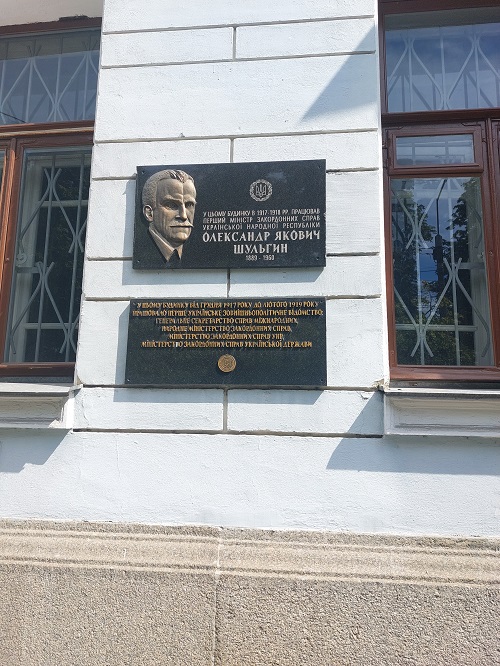 У ЦЬОМУ БУДИНКУ В 1917-1918 РР. ПРАЦЮВАВ
ПЕРШИЙ МІНІСТР ЗАКОРДОННИХ СПРАВ
УКРАЇНСЬКОЇ НАРОДНОЇ РЕСПУБЛІКИ
ОЛЕКСАНДР ЯКОВИЧ
ШУЛЬГИН
1889 - 1960
У ЦЬОМУ БУДИНКУ ВІД ГРУДНЯ 1917 РОКУ ДО ЛЮТОГО 1919 РОКУ
ПРАЦЮВАЛО ПЕРШЕ УКРАЇНСЬКЕ ЗОВНІШНЬОПОЛІТИЧНЕ ВІДОМСТВО:
ГЕНЕРАЛЬНЕ СЕКРЕТАРСТВО СПРАВ МІЖНАРОДНИХ,
НАРОДНЕ МІНІСТЕРСТВО ЗАКОРДОННИХ СПРАВ,
МІНІСТЕРСТВО ЗАКОРДОННИХ СПРАВ УНР,
МІНІСТЕРСТВО ЗАКОРДОННИХ СПРАВ УКРАЇНСЬКОЇ ДЕРЖАВИ